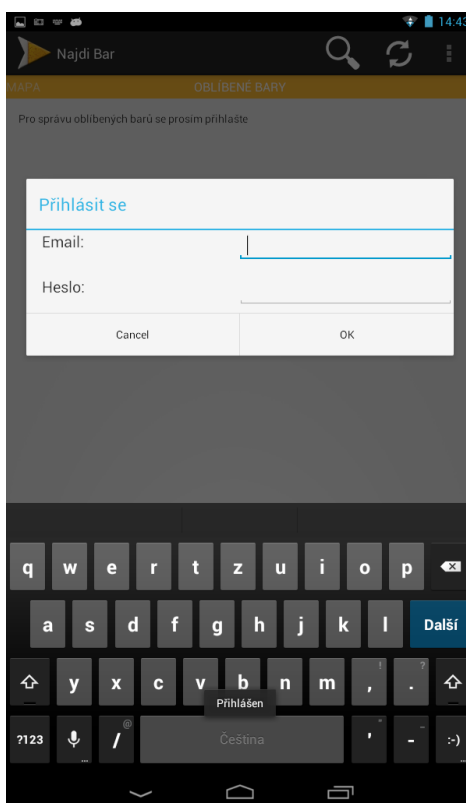 14:43
Najdi Bar
MAPA OBLÍBENÉ BARY
Pro správu oblíbených barů se prosím přihlašte
Přihlásit se
Email:
Heslo:
Cancel OK
q w e r t z u i o p
a s d f g h j k l Další
! ?
y x c v b n m , .
Přihlášen
@ " _
?123 / Čeština ' - :-)